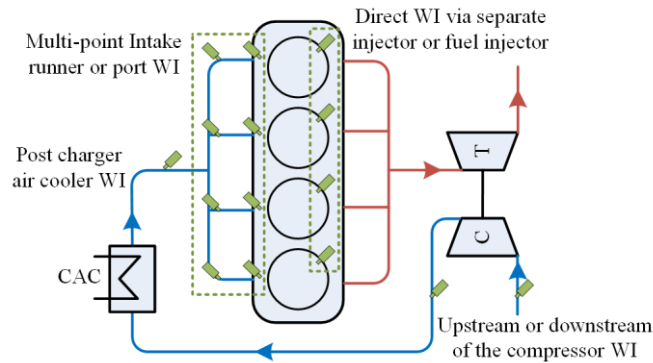 Multi-point Intake
runner or port WI
Direct WI via separate
injector or fuel injector
Post charger
air cooler WI
T
C
CAC
Upstream or downstream
of the compressor WI